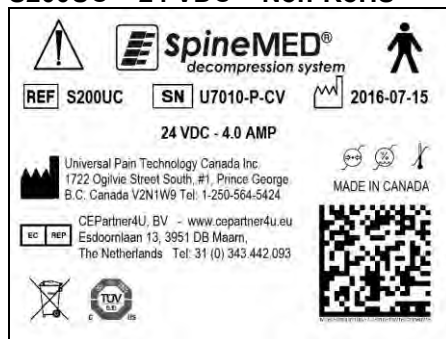 S200UC – 24 VDC – Non-RoHS
SpineMED®
decompression system
REF S200UC SN U7010-P-CV 2016-07-15
24 VDC - 4.0 AMP
Universal Pain Technology Canada Inc.
1722 Ogilvie Street South, #1, Prince George
B.C. Canada V2N1W9 Tel: 1-250-564-5424
MADE IN CANADA
EC REP
CEPartner4U, BV - www.cepartner4u.eu
Esdoornlaan 13, 3951 DB Maarn,
The Netherlands Tel: 31 (0) 343.442.093
TÜV
C US